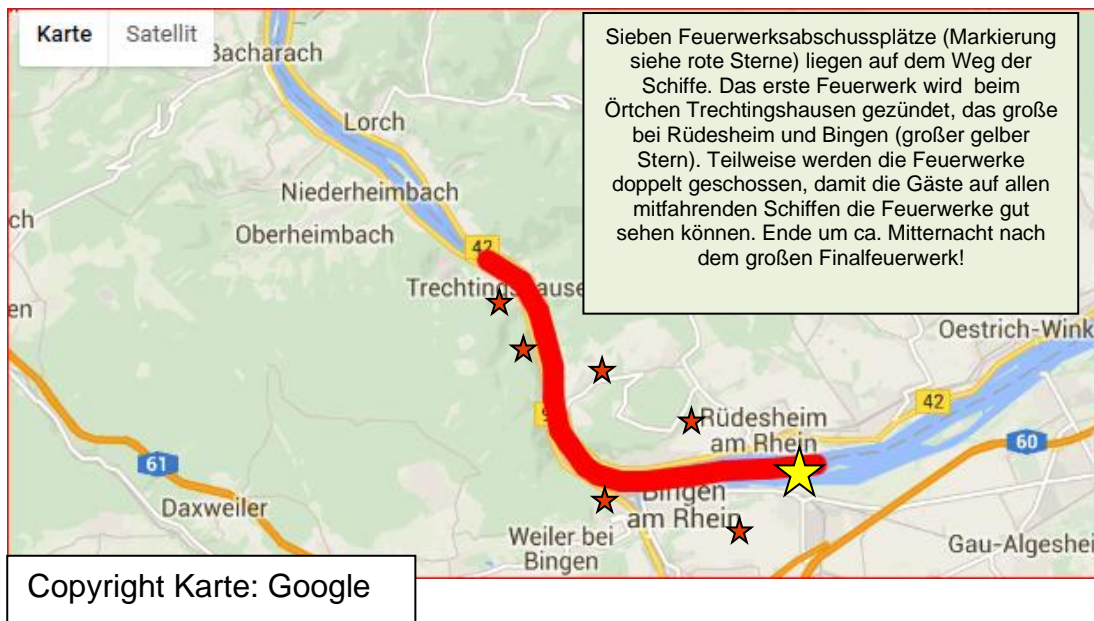 Karte
Satellit
Bacharach
Sieben Feuerwerksabschussplätze (Markierung
siehe rote Sterne) liegen auf dem Weg der
Schiffe. Das erste Feuerwerk wird beim
Örtchen Trechtingshausen gezündet, das große
bei Rüdesheim und Bingen (großer gelber
Stern). Teilweise werden die Feuerwerke
doppelt geschossen, damit die Gäste auf allen
mitfahrenden Schiffen die Feuerwerke gut
sehen können. Ende um ca. Mitternacht nach
dem großen Finalfeuerwerk!
Lorch
Niederheimbach
ch
Oberheimbach
42
en
Oestrich-Wink
42
Rüdesheim
am Rhein
60
61
Daxweiler
Bingen
am Rhein
Weiler bei
Bingen
Gau-Algeshei
Copyright Karte: Google